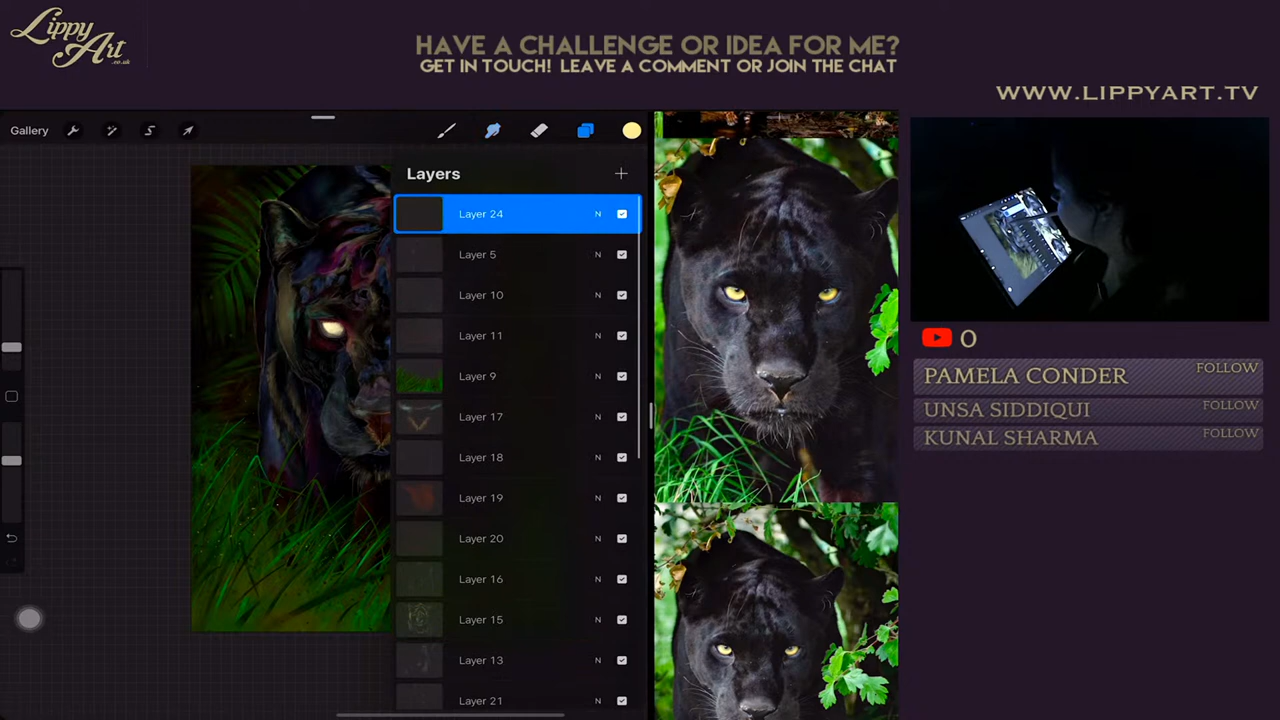 Lippy
Art
.co.uk
HAVE A CHALLENGE OR IDEA FOR ME?
GET IN TOUCH! LEAVE A COMMENT OR JOIN THE CHAT
WWW.LIPPYART.TV
Gallery
Layers
Layer 24 N
Layer 5 N
Layer 10 N
Layer 11 N
Layer 9 N
Layer 17 N
Layer 18 N
Layer 19 N
Layer 20 N
Layer 16 N
Layer 15 N
Layer 13 N
Layer 21 N
0
PAMELA CONDER FOLLOW
UNSA SIDDIQUI FOLLOW
KUNAL SHARMA FOLLOW